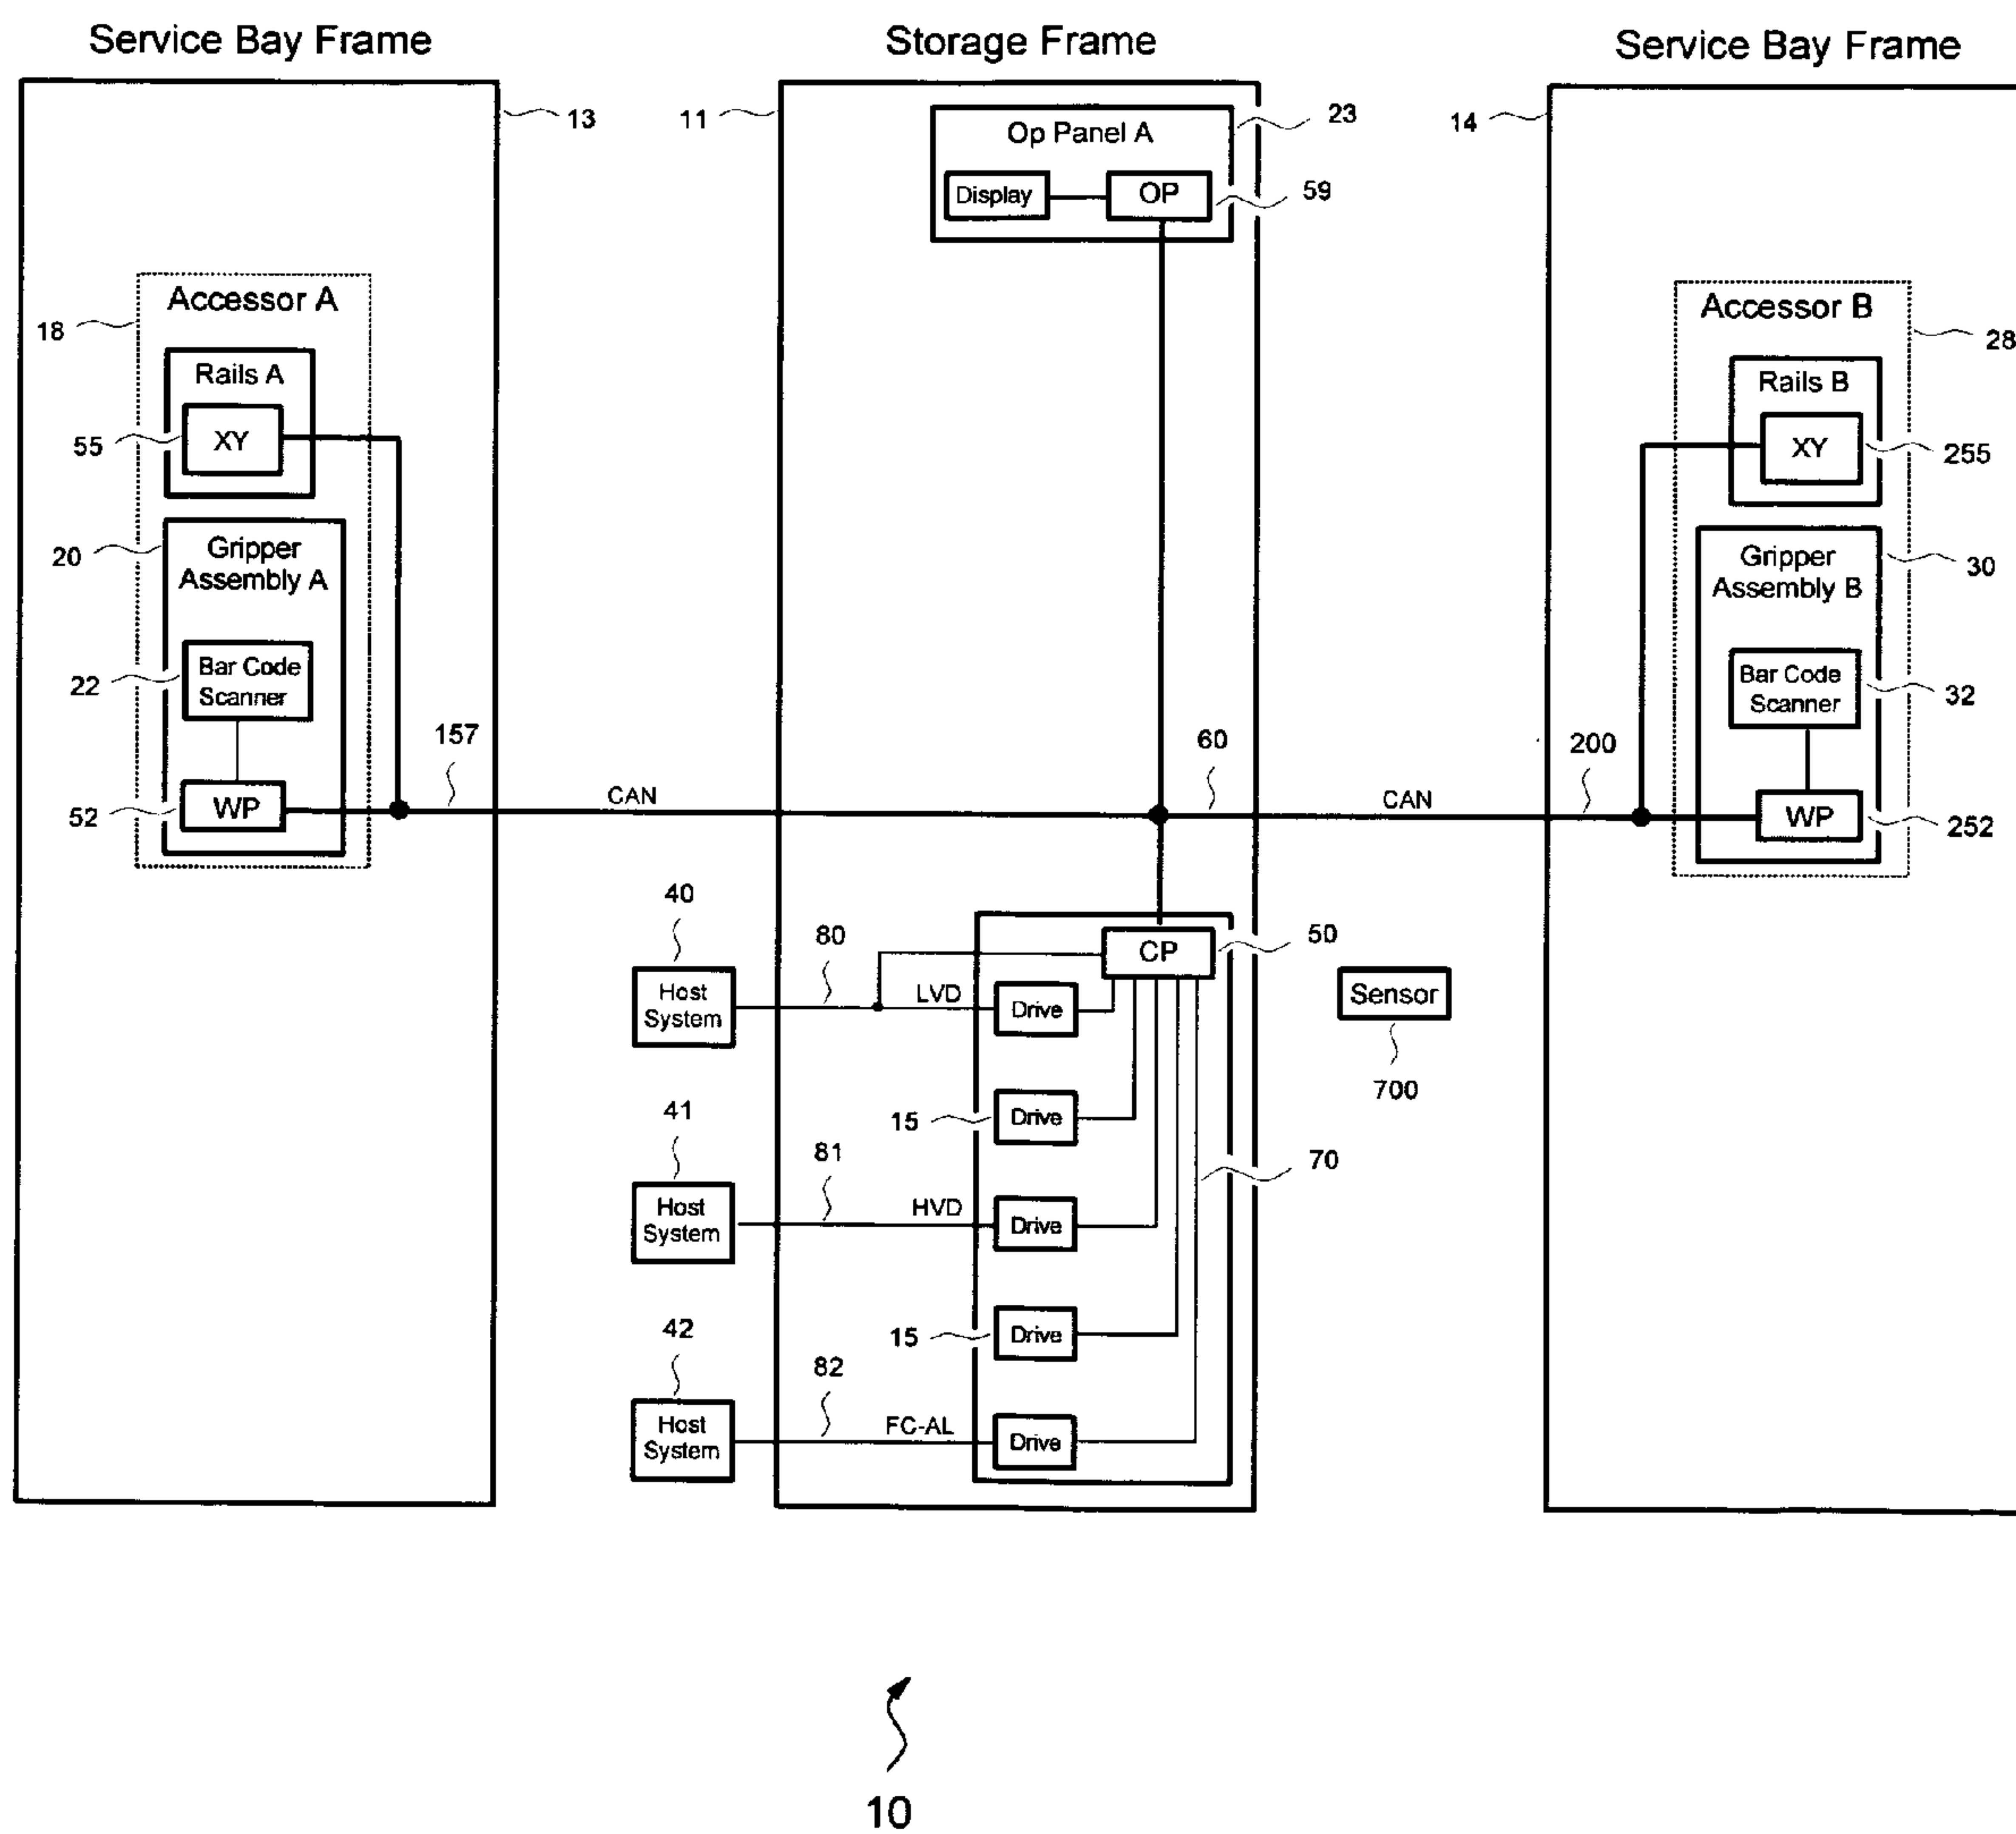 Service Bay Frame
Storage Frame
Service Bay Frame
13
11
23
14
Op Panel A
Display
OP
59
Accessor A
18
Rails A
55
XY
20
Gripper
Assembly A
22
Bar Code
Scanner
52
WP
157
CAN
60
CAN
200
Accessor B
28
Rails B
XY
255
Gripper
Assembly B
30
Bar Code
Scanner
32
WP
252
40
Host
System
80
LVD
CP
50
Drive
Sensor
700
15
Drive
41
Host
System
81
HVD
Drive
70
15
Drive
42
Host
System
82
FC-AL
Drive
10